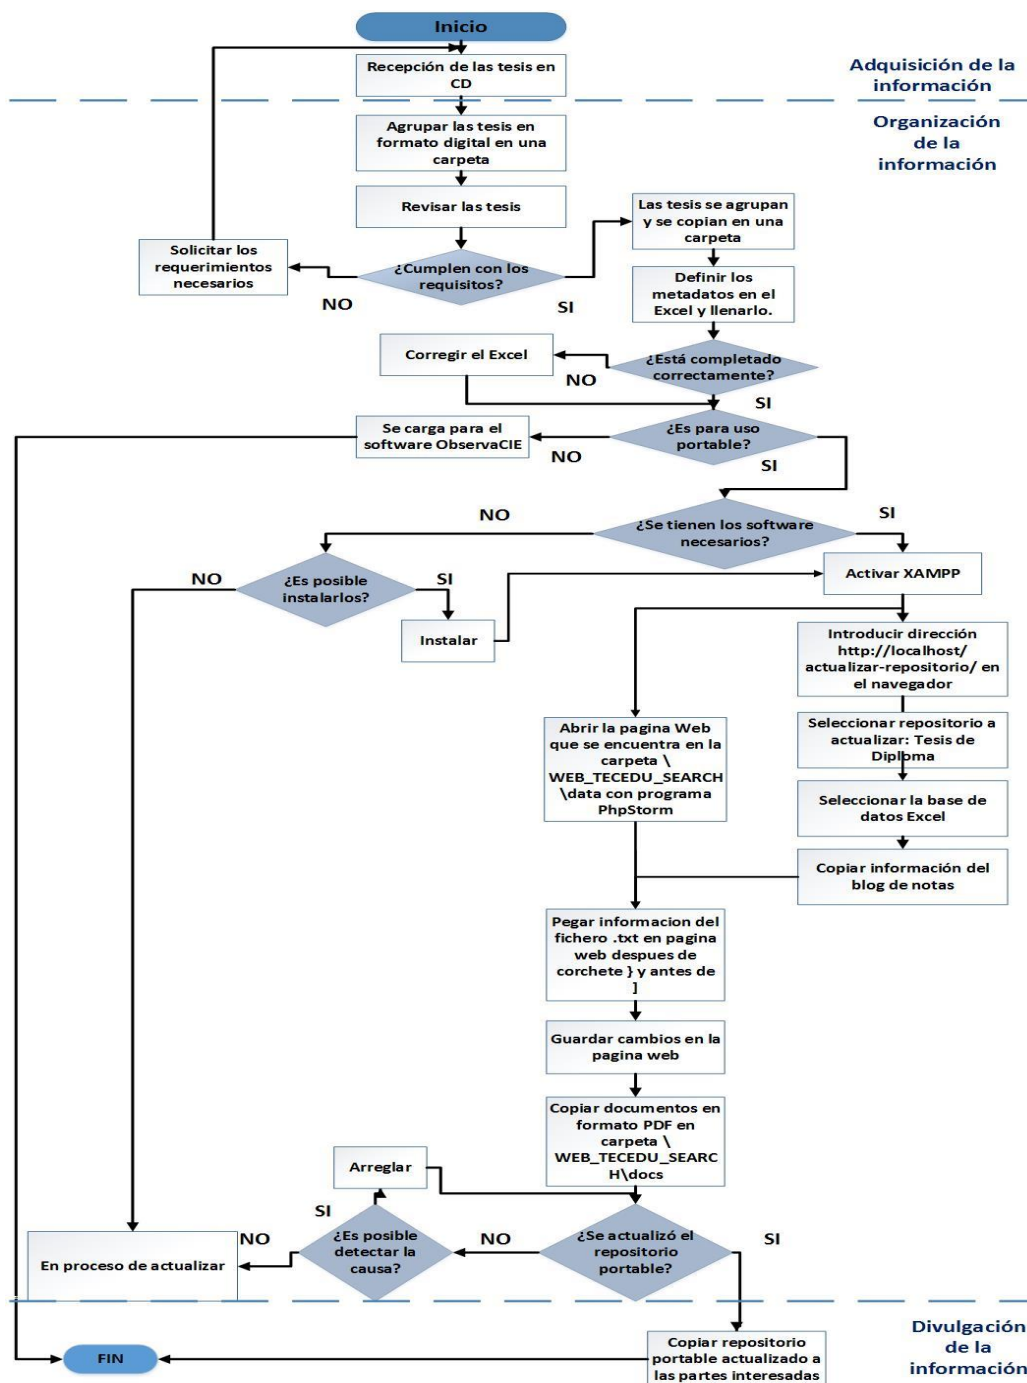 Inicio
Recepción de las tesis en
CD
Adquisición de la
información
Organización
de la
información
Agrupar las tesis en
formato digital en una
carpeta
Revisar las tesis
Las tesis se agrupan
y se copian en una
carpeta
Solicitar los
requerimientos
necesarios
¿Cumplen con los
requisitos?
NO
SI
Definir los
metadatos en el
Excel y llenarlo.
Corregir el Excel
¿Está completado
correctamente?
NO
SI
Se carga para el
software ObservaCIE
¿Es para uso
portable?
NO
SI
¿Se tienen los software
necesarios?
NO
SI
¿Es posible
instalarlos?
NO
SI
Instalar
Activar XAMPP
Introducir dirección
http://localhost/
actualizar-repositorio/ en
el navegador
Seleccionar repositorio a
actualizar: Tesis de
Diploma
Seleccionar la base de
datos Excel
Copiar información del
blog de notas
Abrir la pagina Web
que se encuentra en la
carpeta \
WEB_TECEDU_SEARCH
\data con programa
PhpStorm
Pegar informacion del
fichero .txt en pagina
web despues de
corchete } y antes de
]
Guardar cambios en la
pagina web
Copiar documentos en
formato PDF en
carpeta \
WEB_TECEDU_SEARC
H\docs
Arreglar
¿Se actualizó el
repositorio
portable?
NO
SI
¿Es posible
detectar la
causa?
SI
NO
En proceso de actualizar
Divulgación
de la
información
Copiar repositorio
portable actualizado a
las partes interesadas
FIN